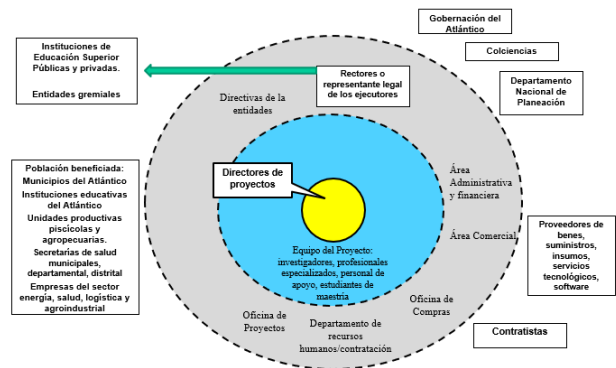 Gobernación del
Atlántico
Colciencias
Departamento
Nacional de
Planeación
Instituciones de
Educación Superior
Públicas y privadas.
Entidades gremiales
Rectores o
representante legal
de los ejecutores
Directivas de la
entidades
Directores de
proyectos
Área
Administrativa
y financiera
Área Comercial
Población beneficiada:
Municipios del Atlántico
Instituciones educativas
del Atlántico
Unidades productivas
piscícolas y
agropecuarias.
Secretarias de salud
municipales,
departamental, distrital
Empresas del sector
energía, salud, logística y
agroindustrial
Equipo del Proyecto:
investigadores, profesionales
especializados, personal de
apoyo, estudiantes de
maestría
Proveedores de
benes,
suministros,
insumos,
servicios
tecnológicos,
software
Oficina de
Compras
Oficina de
Proyectos
Departamento de
recursos
humanos/contratación
Contratistas